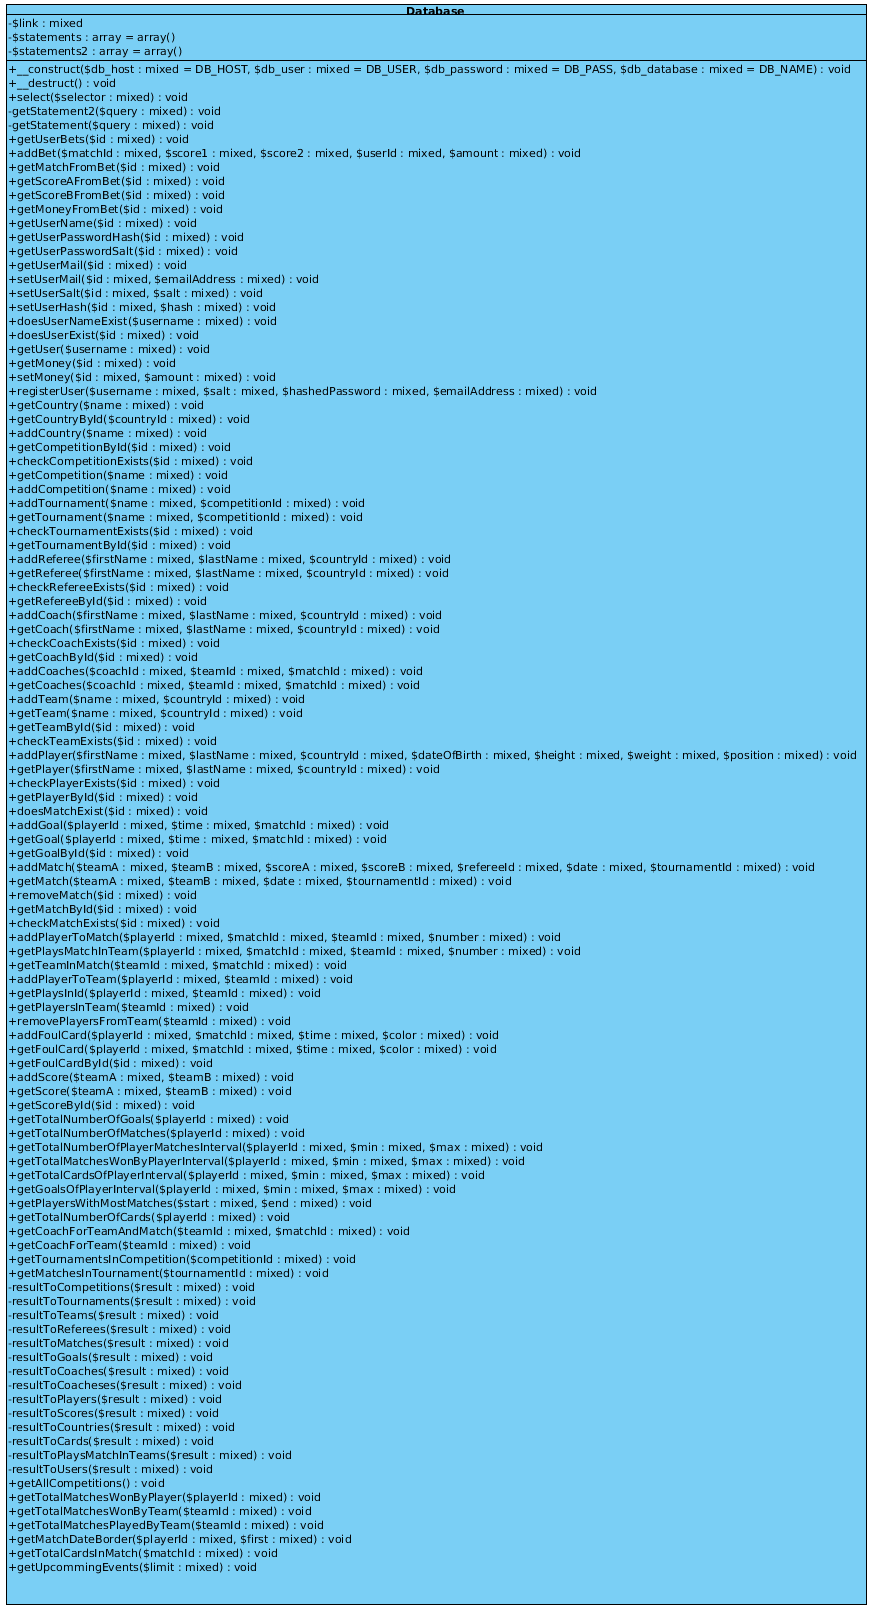 Database
-$link : mixed
-$statements : array = array()
-$statements2 : array = array()
+__construct($db_host : mixed = DB_HOST, $db_user : mixed = DB_USER, $db_password : mixed = DB_PASS, $db_database : mixed = DB_NAME) : void
+__destruct() : void
+select($selector : mixed) : void
-getStatement2($query : mixed) : void
-getStatement($query : mixed) : void
+getUserBets($id : mixed) : void
+addBet($matchId : mixed, $score1 : mixed, $score2 : mixed, $userId : mixed, $amount : mixed) : void
+getMatchFromBet($id : mixed) : void
+getScoreAFromBet($id : mixed) : void
+getScoreBFromBet($id : mixed) : void
+getMoneyFromBet($id : mixed) : void
+getUserName($id : mixed) : void
+getUserPasswordHash($id : mixed) : void
+getUserPasswordSalt($id : mixed) : void
+getUserMail($id : mixed) : void
+setUserMail($id : mixed, $emailAddress : mixed) : void
+setUserSalt($id : mixed, $salt : mixed) : void
+setUserHash($id : mixed, $hash : mixed) : void
+doesUserNameExist($username : mixed) : void
+doesUserExist($id : mixed) : void
+getUser($username : mixed) : void
+getMoney($id : mixed) : void
+setMoney($id : mixed, $amount : mixed) : void
+registerUser($username : mixed, $salt : mixed, $hashedPassword : mixed, $emailAddress : mixed) : void
+getCountry($name : mixed) : void
+getCountryById($countryId : mixed) : void
+addCountry($name : mixed) : void
+getCompetitionById($id : mixed) : void
+checkCompetitionExists($id : mixed) : void
+getCompetition($name : mixed) : void
+addCompetition($name : mixed) : void
+addTournament($name : mixed, $competitionId : mixed) : void
+getTournament($name : mixed, $competitionId : mixed) : void
+checkTournamentExists($id : mixed) : void
+getTournamentById($id : mixed) : void
+addReferee($firstName : mixed, $lastName : mixed, $countryId : mixed) : void
+getReferee($firstName : mixed, $lastName : mixed, $countryId : mixed) : void
+checkRefereeExists($id : mixed) : void
+getRefereeById($id : mixed) : void
+addCoach($firstName : mixed, $lastName : mixed, $countryId : mixed) : void
+getCoach($firstName : mixed, $lastName : mixed, $countryId : mixed) : void
+checkCoachExists($id : mixed) : void
+getCoachById($id : mixed) : void
+addCoaches($coachId : mixed, $teamId : mixed, $matchId : mixed) : void
+getCoaches($coachId : mixed, $teamId : mixed, $matchId : mixed) : void
+addTeam($name : mixed, $countryId : mixed) : void
+getTeam($name : mixed, $countryId : mixed) : void
+getTeamById($id : mixed) : void
+checkTeamExists($id : mixed) : void
+addPlayer($firstName : mixed, $lastName : mixed, $countryId : mixed, $dateOfBirth : mixed, $height : mixed, $weight : mixed, $position : mixed) : void
+getPlayer($firstName : mixed, $lastName : mixed, $countryId : mixed) : void
+checkPlayerExists($id : mixed) : void
+getPlayerById($id : mixed) : void
+doesMatchExist($id : mixed) : void
+addGoal($playerId : mixed, $time : mixed, $matchId : mixed) : void
+getGoal($playerId : mixed, $time : mixed, $matchId : mixed) : void
+getGoalById($id : mixed) : void
+addMatch($teamA : mixed, $teamB : mixed, $scoreA : mixed, $scoreB : mixed, $refereeId : mixed, $date : mixed, $tournamentId : mixed) : void
+getMatch($teamA : mixed, $teamB : mixed, $date : mixed, $tournamentId : mixed) : void
+removeMatch($id : mixed) : void
+getMatchById($id : mixed) : void
+checkMatchExists($id : mixed) : void
+addPlayerToMatch($playerId : mixed, $matchId : mixed, $teamId : mixed, $number : mixed) : void
+getPlaysMatchInTeam($playerId : mixed, $matchId : mixed, $teamId : mixed, $number : mixed) : void
+getTeamInMatch($teamId : mixed, $matchId : mixed) : void
+addPlayerToTeam($playerId : mixed, $teamId : mixed) : void
+getPlaysInId($playerId : mixed, $teamId : mixed) : void
+getPlayersInTeam($teamId : mixed) : void
+removePlayersFromTeam($teamId : mixed) : void
+addFoulCard($playerId : mixed, $matchId : mixed, $time : mixed, $color : mixed) : void
+getFoulCard($playerId : mixed, $matchId : mixed, $time : mixed, $color : mixed) : void
+getFoulCardById($id : mixed) : void
+addScore($teamA : mixed, $teamB : mixed) : void
+getScore($teamA : mixed, $teamB : mixed) : void
+getScoreById($id : mixed) : void
+getTotalNumberOfGoals($playerId : mixed) : void
+getTotalNumberOfMatches($playerId : mixed) : void
+getTotalNumberOfPlayerMatchesInterval($playerId : mixed, $min : mixed, $max : mixed) : void
+getTotalMatchesWonByPlayerInterval($playerId : mixed, $min : mixed, $max : mixed) : void
+getTotalCardsOfPlayerInterval($playerId : mixed, $min : mixed, $max : mixed) : void
+getGoalsOfPlayerInterval($playerId : mixed, $min : mixed, $max : mixed) : void
+getPlayersWithMostMatches($start : mixed, $end : mixed) : void
+getTotalNumberOfCards($playerId : mixed) : void
+getCoachForTeamAndMatch($teamId : mixed, $matchId : mixed) : void
+getCoachForTeam($teamId : mixed) : void
+getTournamentsInCompetition($competitionId : mixed) : void
+getMatchesInTournament($tournamentId : mixed) : void
-resultToCompetitions($result : mixed) : void
-resultToTournaments($result : mixed) : void
-resultToTeams($result : mixed) : void
-resultToReferees($result : mixed) : void
-resultToMatches($result : mixed) : void
-resultToGoals($result : mixed) : void
-resultToCoaches($result : mixed) : void
-resultToCoacheses($result : mixed) : void
-resultToPlayers($result : mixed) : void
-resultToScores($result : mixed) : void
-resultToCountries($result : mixed) : void
-resultToCards($result : mixed) : void
-resultToPlaysMatchInTeams($result : mixed) : void
-resultToUsers($result : mixed) : void
+getAllCompetitions() : void
+getTotalMatchesWonByPlayer($playerId : mixed) : void
+getTotalMatchesWonByTeam($teamId : mixed) : void
+getTotalMatchesPlayedByTeam($teamId : mixed) : void
+getMatchDateBorder($playerId : mixed, $first : mixed) : void
+getTotalCardsInMatch($matchId : mixed) : void
+getUpcommingEvents($limit : mixed) : void